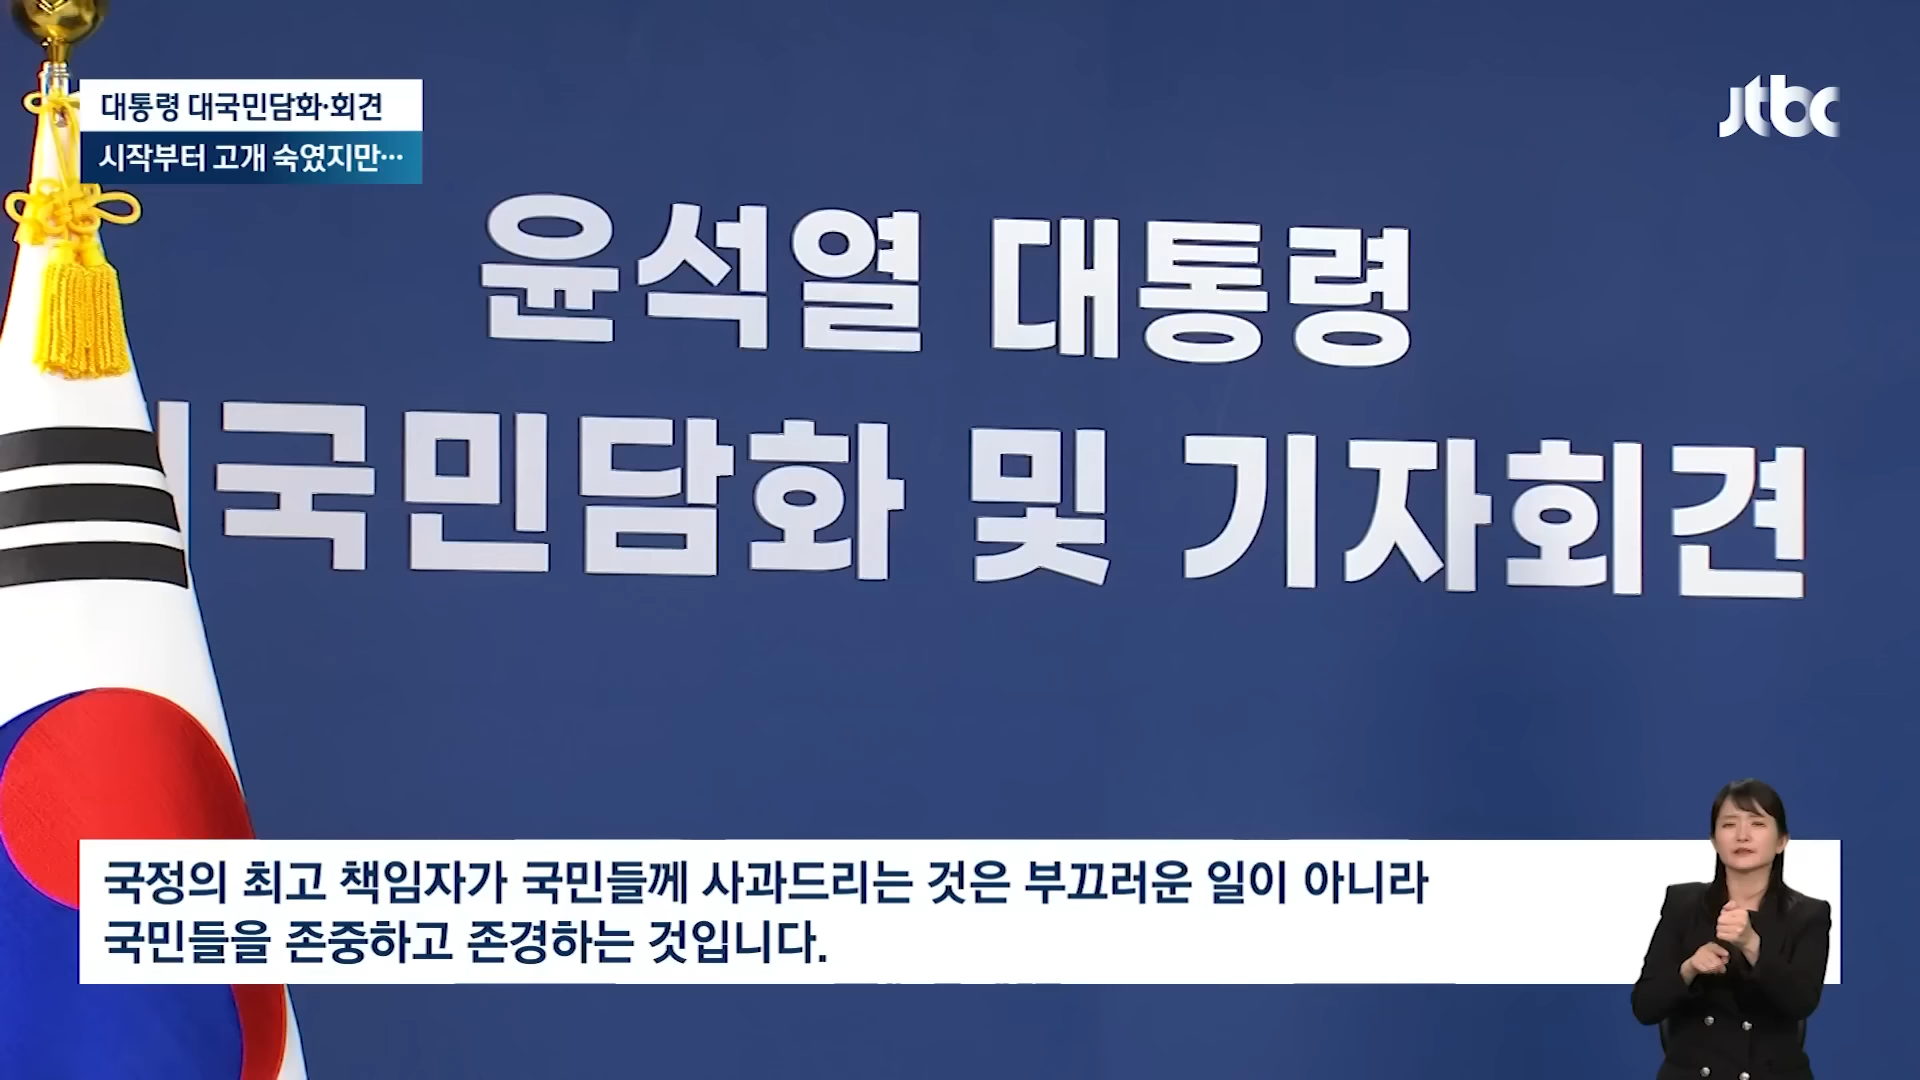 대통령 대국민담화·회견
시작부터 고개 숙였지만…
jtbc
윤석열 대통령
국민담화 및 기자회견
국정의 최고 책임자가 국민들께 사과드리는 것은 부끄러운 일이 아니라
국민들을 존중하고 존경하는 것입니다.